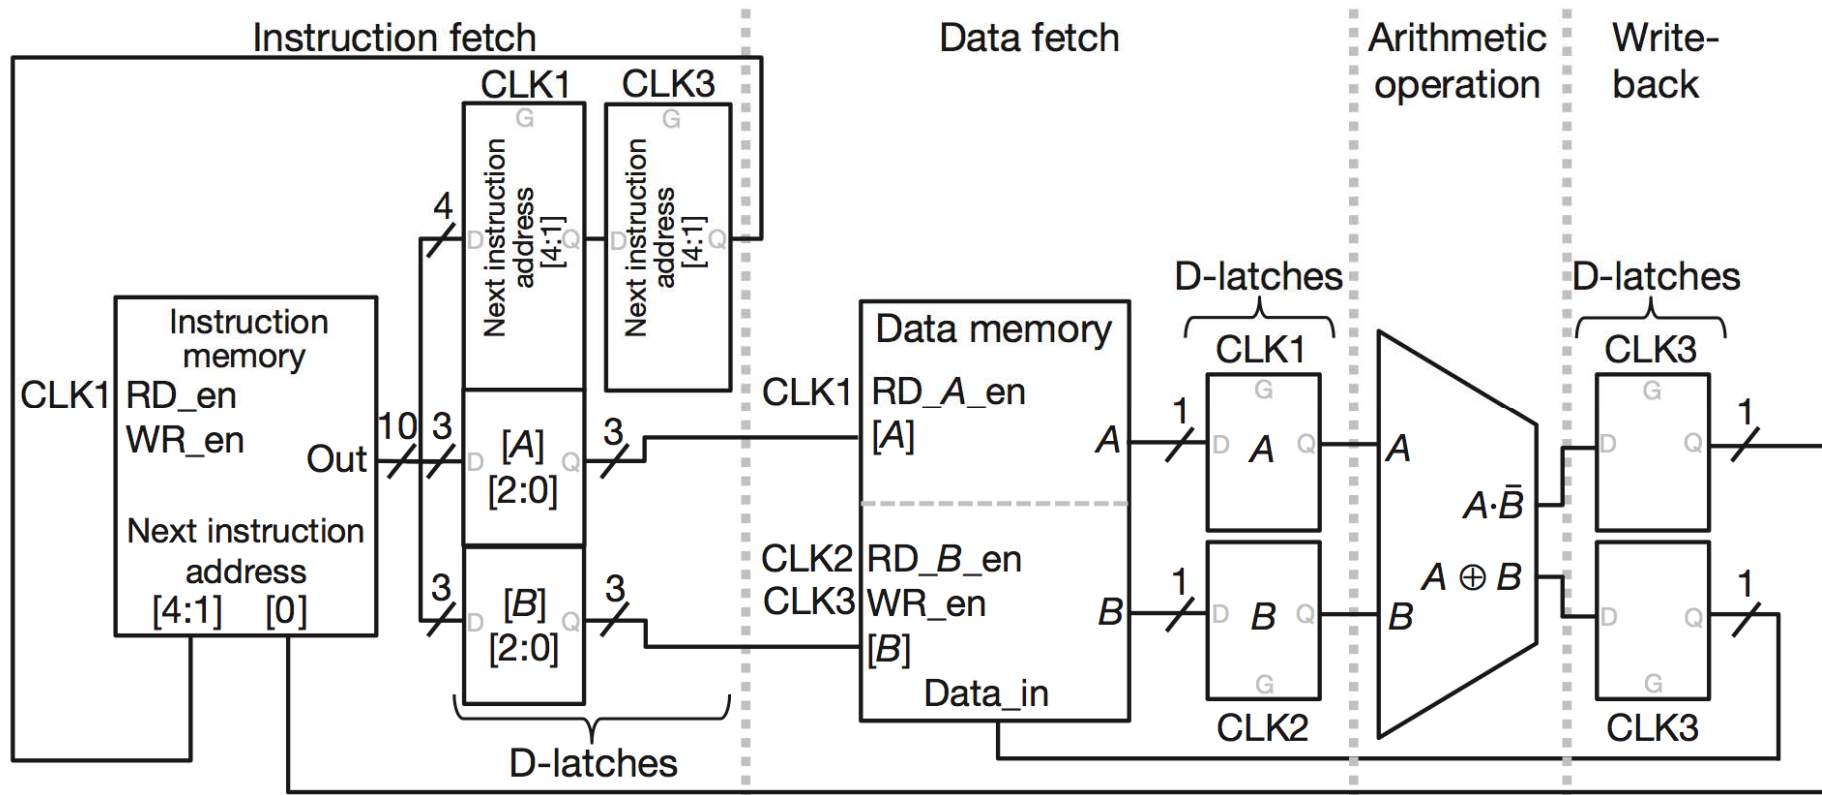 Instruction fetch
Data fetch
Arithmetic
operation
Write-
back
CLK1
CLK3
G
G
Next instruction
address
[4:1]
Next instruction
address
[4:1]
4
D
Q
D
Q
Instruction
memory
CLK1
RD_en
WR_en
Out
Next instruction
address
[4:1]
[0]
10
3
D
[A]
[2:0]
Q
3
3
D
[B]
[2:0]
Q
3
D-latches
Data memory
CLK1
RD_A_en
[A]
A
CLK2
RD_B_en
CLK3
WR_en
[B]
B
Data_in
D-latches
CLK1
G
1
D
A
Q
1
D
B
Q
G
CLK2
A
B
A·B̄
A ⊕ B
D-latches
CLK3
G
D
Q
1
D
Q
1
G
CLK3